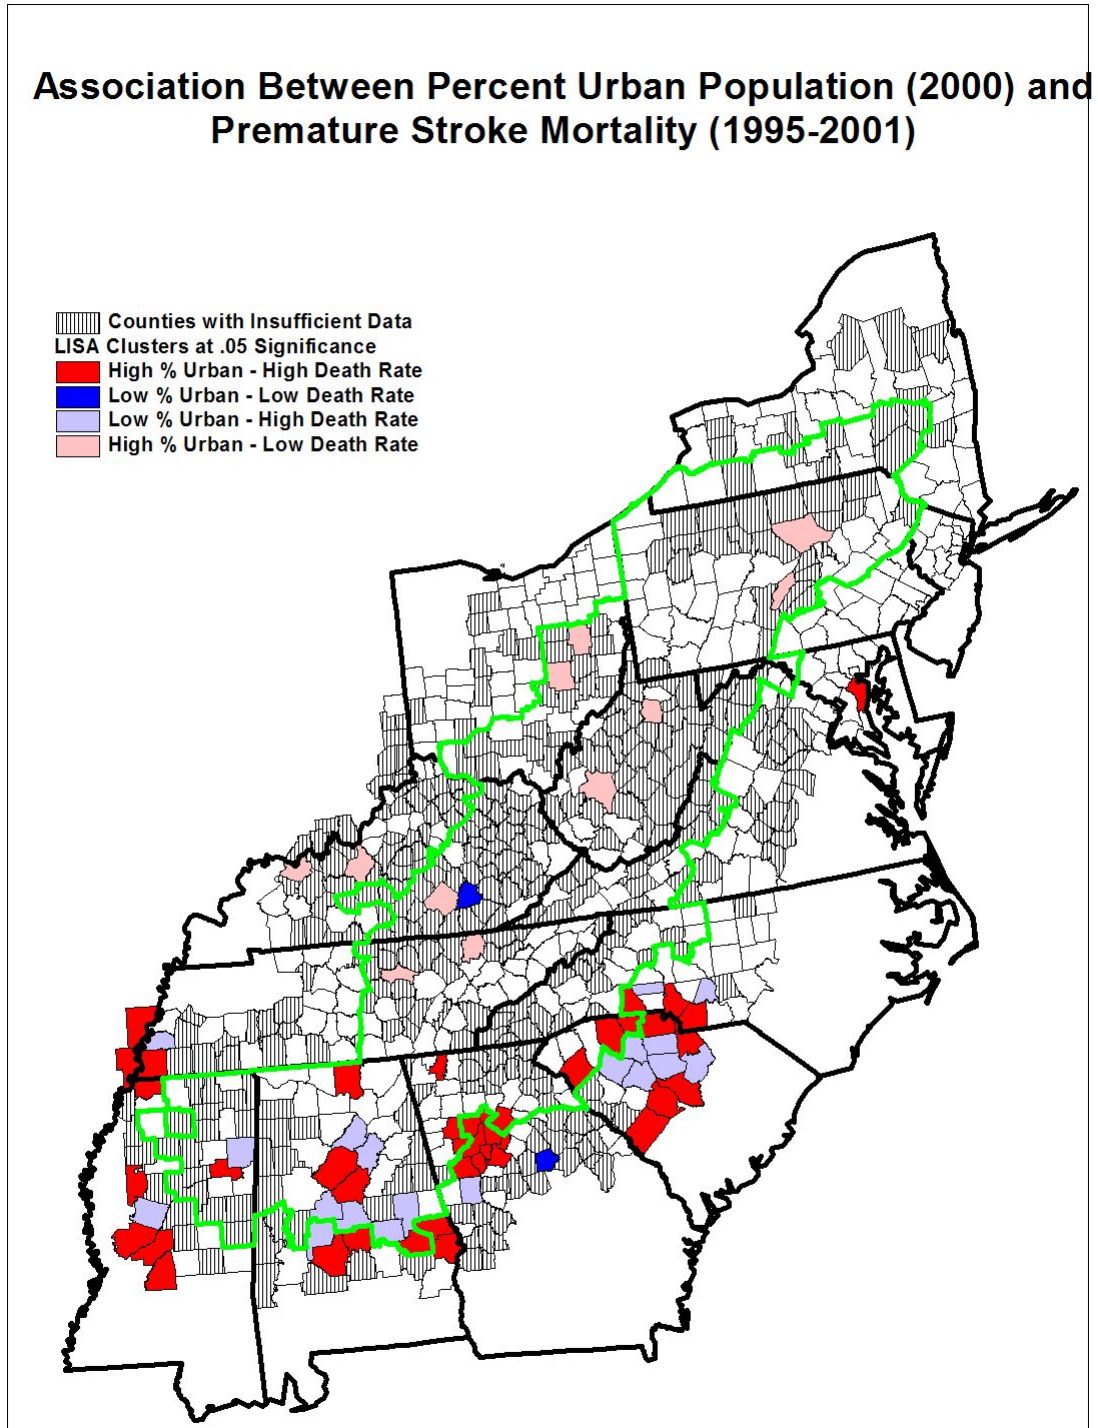 Association Between Percent Urban Population (2000) and
Premature Stroke Mortality (1995-2001)
Counties with Insufficient Data
LISA Clusters at .05 Significance
High % Urban - High Death Rate
Low % Urban - Low Death Rate
Low % Urban - High Death Rate
High % Urban - Low Death Rate